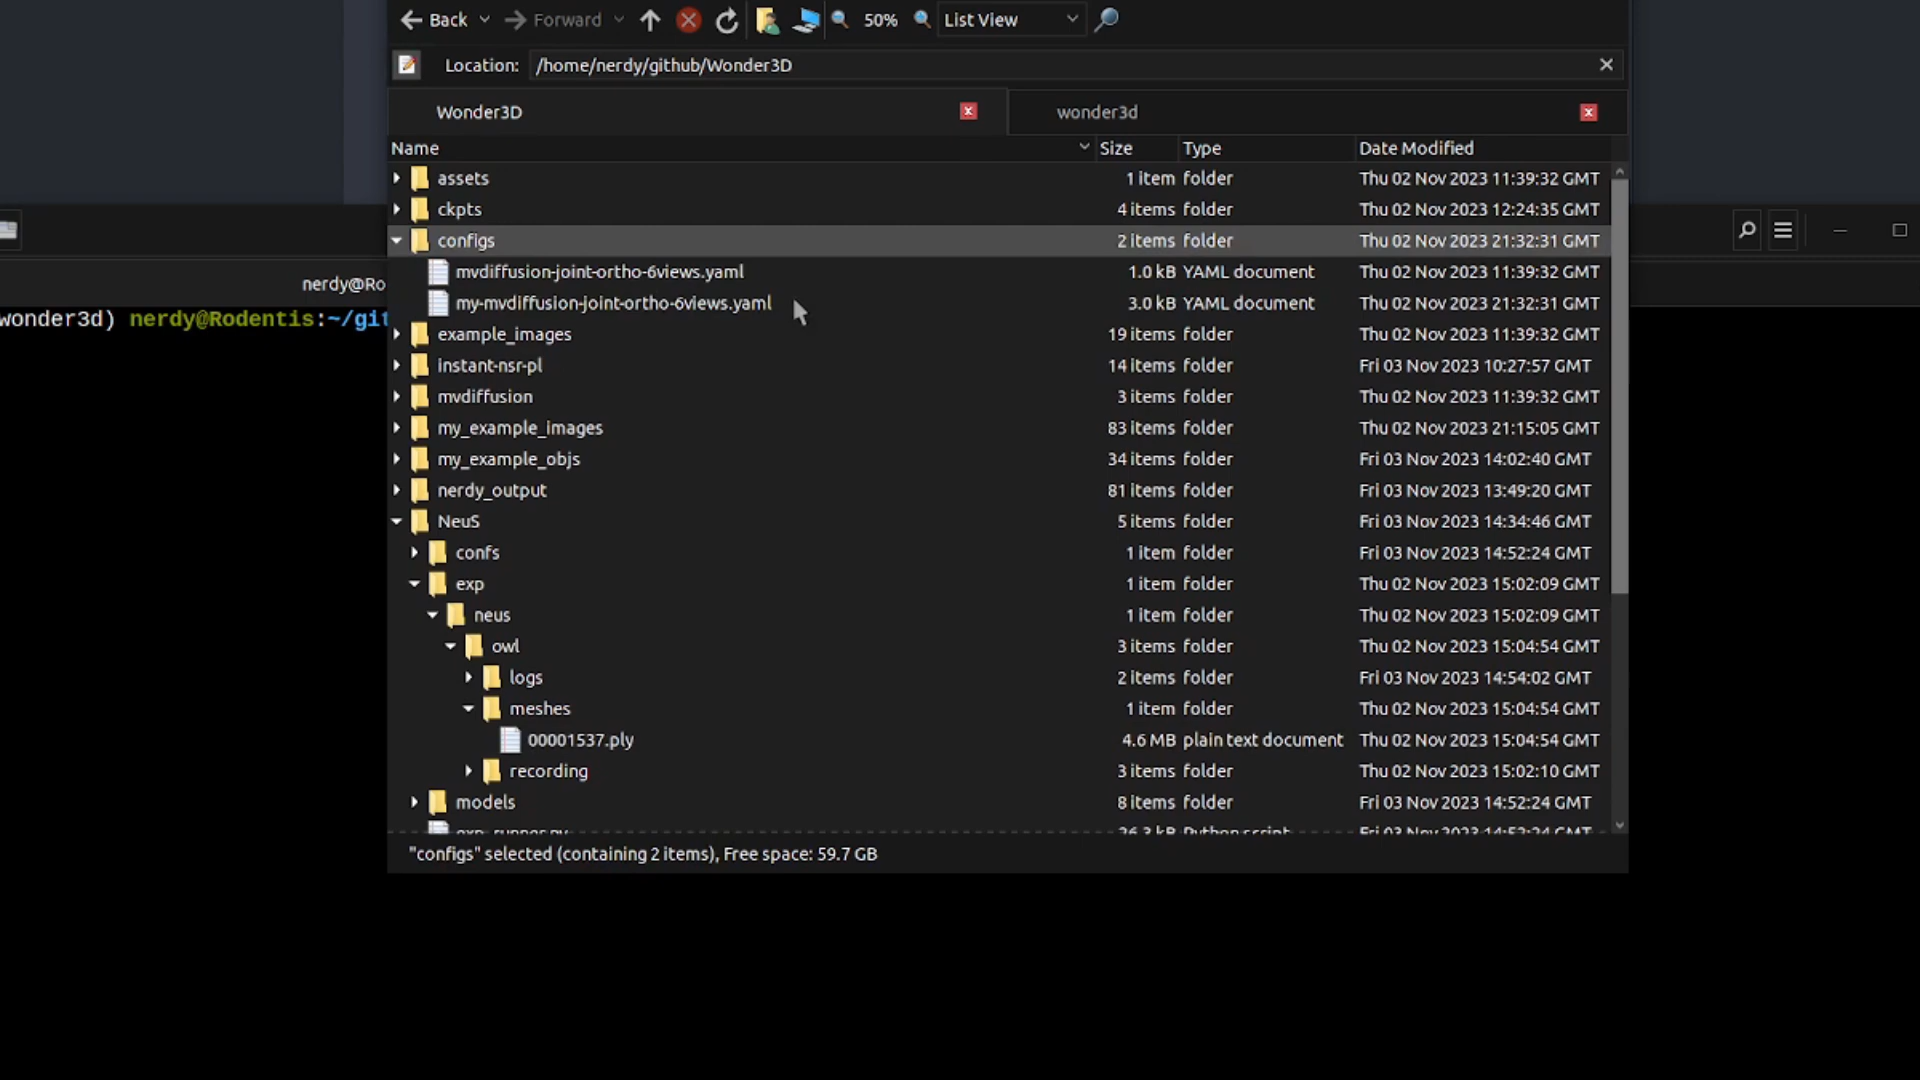 Back Forward 50% List View
Location: /home/nerdy/github/Wonder3D
Wonder3D wonder3d
Name Size Type Date Modified
assets 1 item folder Thu 02 Nov 2023 11:39:32 GMT
ckpts 4 items folder Thu 02 Nov 2023 12:24:35 GMT
configs 2 items folder Thu 02 Nov 2023 21:32:31 GMT
mvdiffusion-joint-ortho-6views.yaml 1.0 kB YAML document Thu 02 Nov 2023 11:39:32 GMT
nerdy@Ro
my-mvdiffusion-joint-ortho-6views.yaml 3.0 kB YAML document Thu 02 Nov 2023 21:32:31 GMT
wonder3d) nerdy@Rodentis:~/git
example_images 19 items folder Thu 02 Nov 2023 11:39:32 GMT
instant-nsr-pl 14 items folder Fri 03 Nov 2023 10:27:57 GMT
mvdiffusion 3 items folder Thu 02 Nov 2023 11:39:32 GMT
my_example_images 83 items folder Thu 02 Nov 2023 21:15:05 GMT
my_example_objs 34 items folder Fri 03 Nov 2023 14:02:40 GMT
nerdy_output 81 items folder Fri 03 Nov 2023 13:49:20 GMT
NeuS 5 items folder Fri 03 Nov 2023 14:34:46 GMT
confs 1 item folder Fri 03 Nov 2023 14:52:24 GMT
exp 1 item folder Thu 02 Nov 2023 15:02:09 GMT
neus 1 item folder Thu 02 Nov 2023 15:02:09 GMT
owl 3 items folder Thu 02 Nov 2023 15:04:54 GMT
logs 2 items folder Fri 03 Nov 2023 14:54:02 GMT
meshes 1 item folder Thu 02 Nov 2023 15:04:54 GMT
00001537.ply 4.6 MB plain text document Thu 02 Nov 2023 15:04:54 GMT
recording 3 items folder Thu 02 Nov 2023 15:02:10 GMT
models 8 items folder Fri 03 Nov 2023 14:52:24 GMT
exp_runner.py 26.3 kB Python script Fri 03 Nov 2023 14:52:24 GMT
"configs" selected (containing 2 items), Free space: 59.7 GB